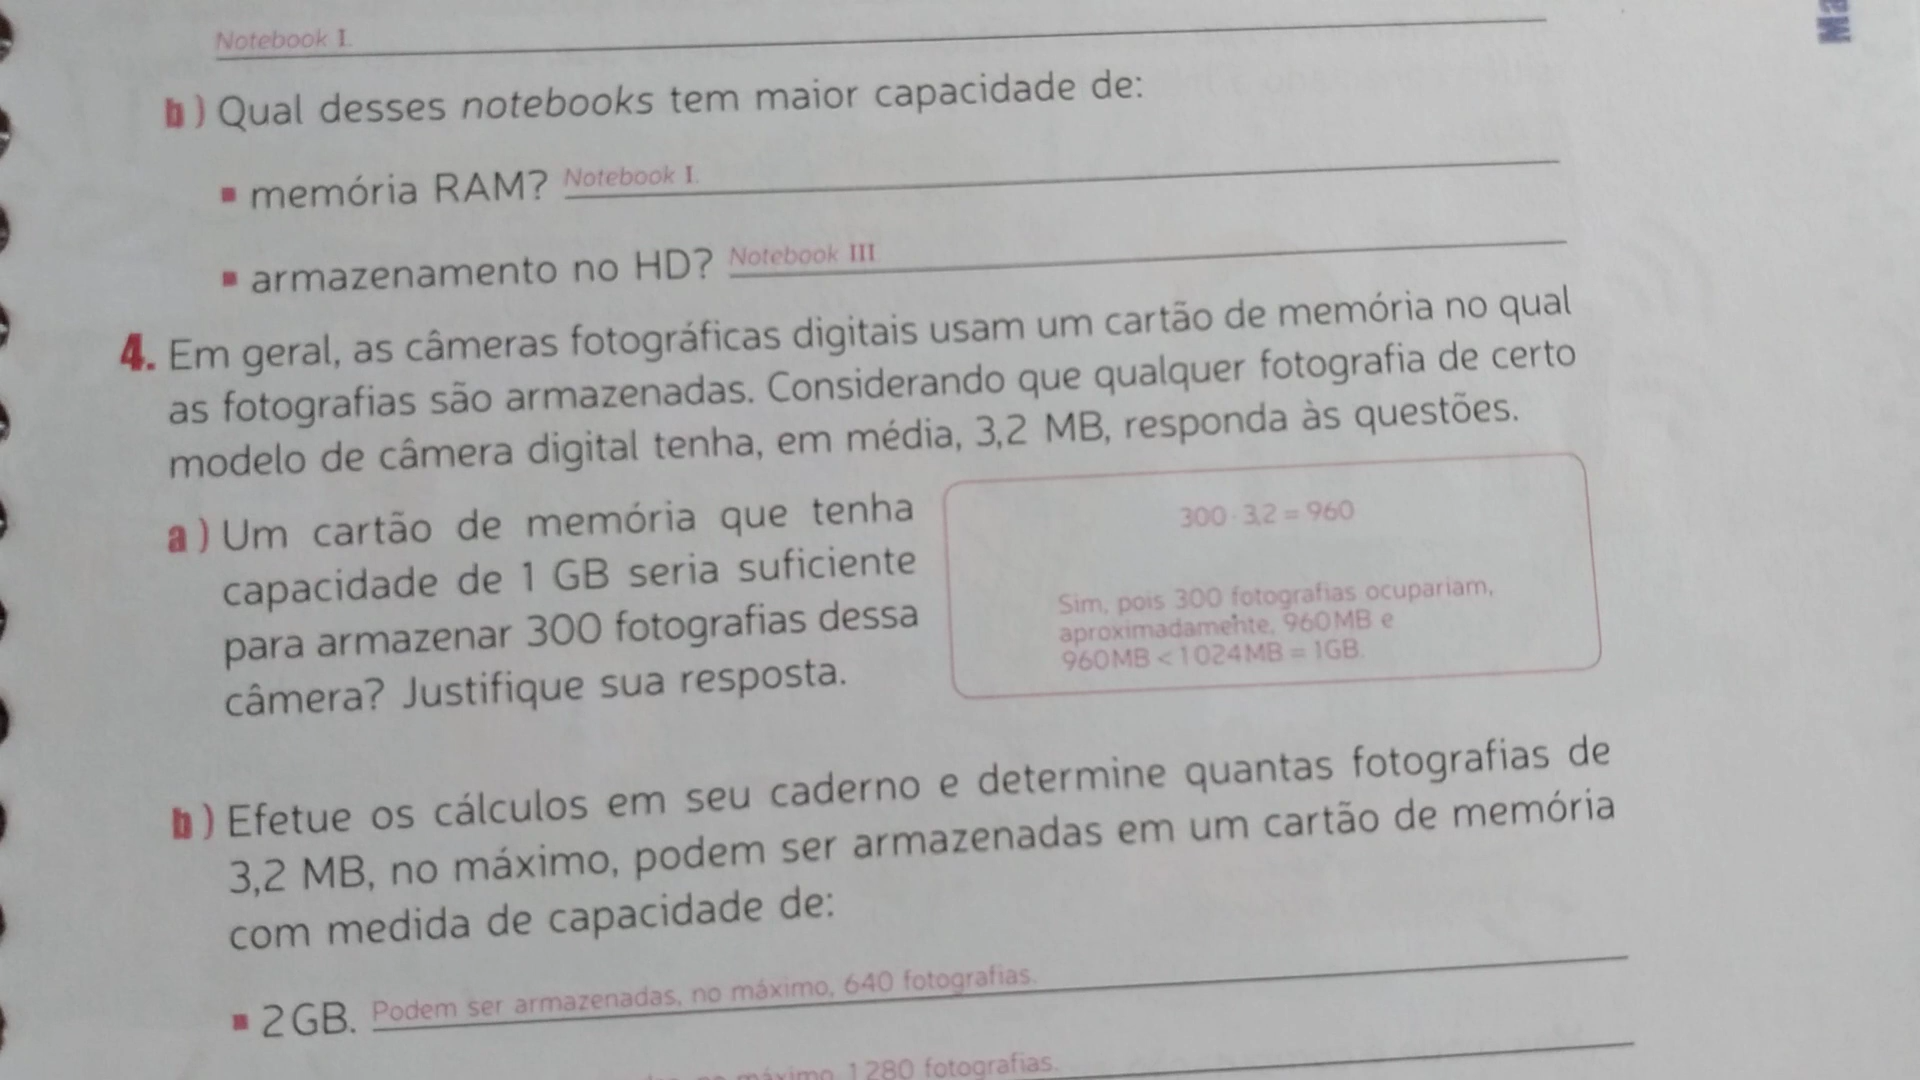 Ma
Notebook I.
b) Qual desses notebooks tem maior capacidade de:
▪ memória RAM? Notebook I.
▪ armazenamento no HD? Notebook III.
4. Em geral, as câmeras fotográficas digitais usam um cartão de memória no qual
as fotografias são armazenadas. Considerando que qualquer fotografia de certo
modelo de câmera digital tenha, em média, 3,2 MB, responda às questões.
a) Um cartão de memória que tenha
capacidade de 1 GB seria suficiente
para armazenar 300 fotografias dessa
câmera? Justifique sua resposta.
300 · 3,2 = 960
Sim, pois 300 fotografias ocupariam,
aproximadamente, 960MB e
960MB < 1024MB = 1GB.
b) Efetue os cálculos em seu caderno e determine quantas fotografias de
3,2 MB, no máximo, podem ser armazenadas em um cartão de memória
com medida de capacidade de:
▪ 2GB. Podem ser armazenadas, no máximo, 640 fotografias.
no máximo 1280 fotografias.